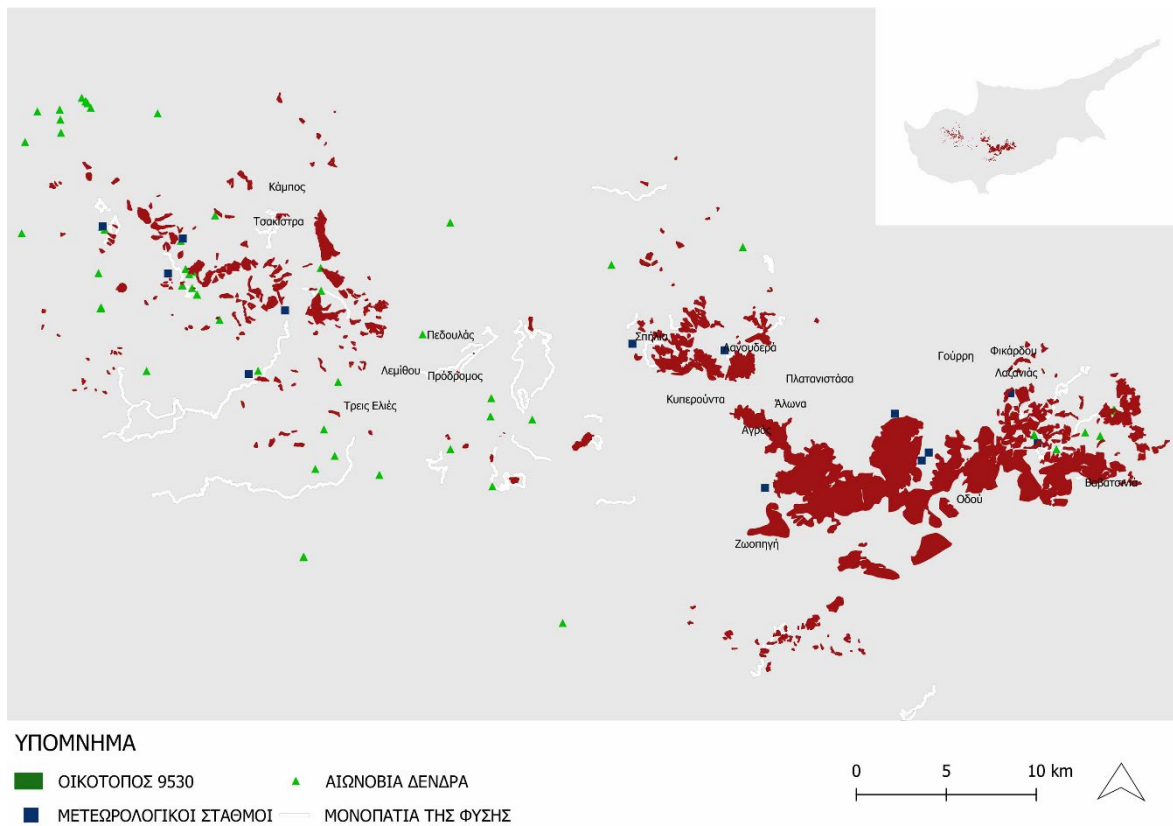 Κάμπος
Τσακίστρα
Πεδουλάς
Λεμίθου
Πρόδρομος
Τρεις Ελιές
Σπήλια
Λαγουδερά
Κυπερούντα
Πλατανιστάσα
Άλωνα
Αγρός
Γούρρη
Φικάρδου
Λαζανιάς
Οδού
Βαβατσινιά
Ζωοπηγή
ΥΠΟΜΝΗΜΑ
ΟΙΚΟΤΟΠΟΣ 9530
ΑΙΩΝΟΒΙΑ ΔΕΝΔΡΑ
ΜΕΤΕΩΡΟΛΟΓΙΚΟΙ ΣΤΑΘΜΟΙ
ΜΟΝΟΠΑΤΙΑ ΤΗΣ ΦΥΣΗΣ
0 5 10 km